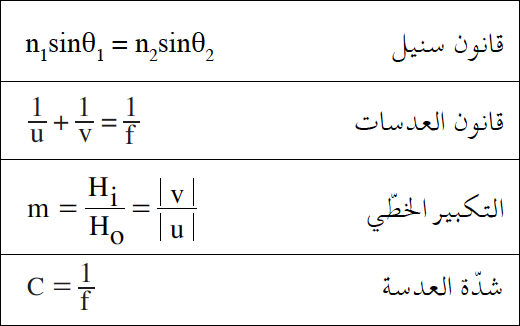 قانون سنيل n₁sinθ₁ = n₂sinθ₂
قانون العدسات 1/u + 1/v = 1/f
التكبير الخطّي m = Hi/Ho = |v|/|u|
شدّة العدسة C = 1/f